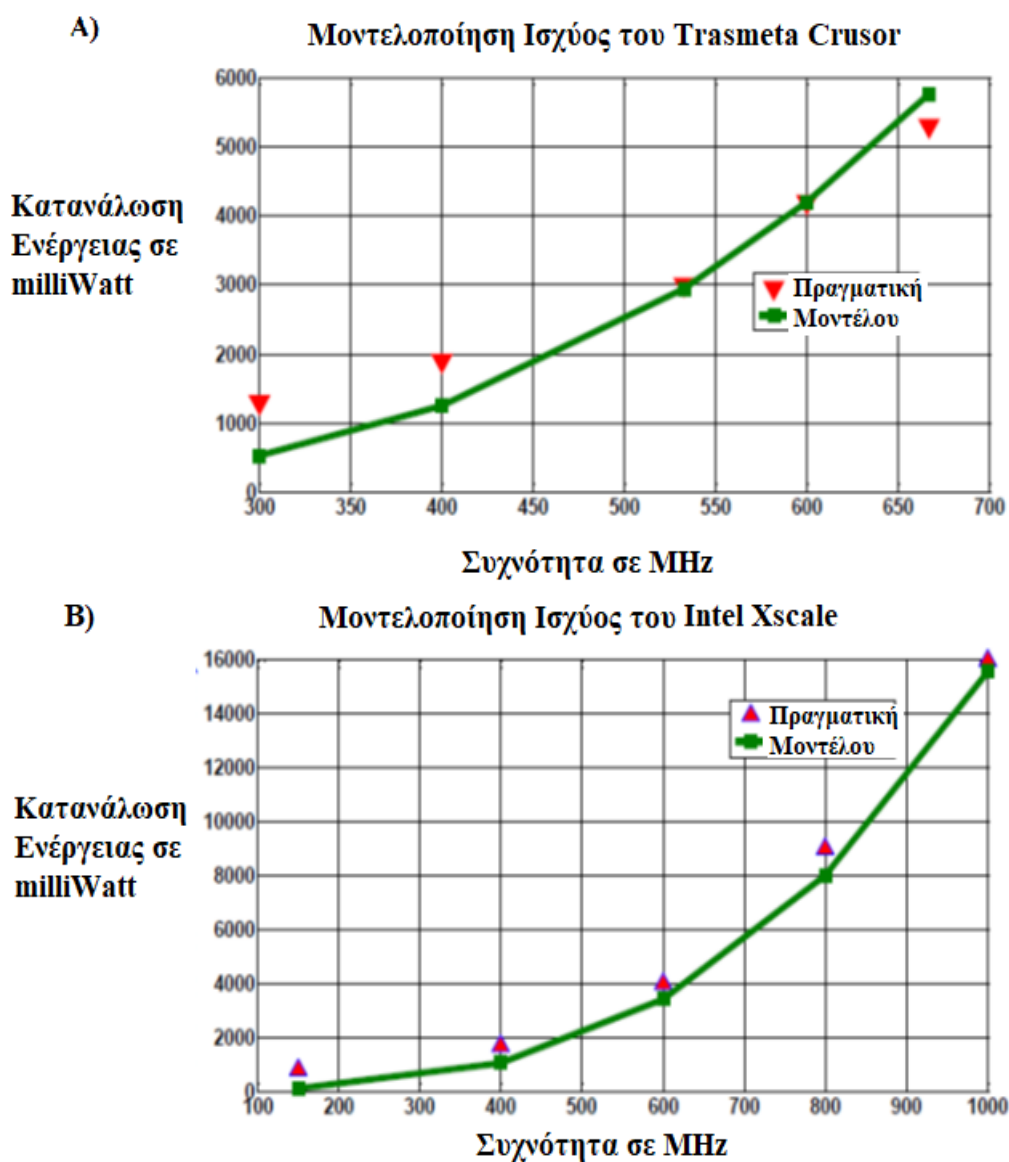 A)
Μοντελοποίηση Ισχύος του Trasmeta Crusor
6000
5000
4000
3000
2000
1000
0
Κατανάλωση
Ενέργειας σε
milliWatt
Πραγματική
Μοντέλου
300 350 400 450 500 550 600 650 700
Συχνότητα σε MHz
B)
Μοντελοποίηση Ισχύος του Intel Xscale
16000
14000
12000
10000
8000
6000
4000
2000
0
Κατανάλωση
Ενέργειας σε
milliWatt
Πραγματική
Μοντέλου
100 200 300 400 500 600 700 800 900 1000
Συχνότητα σε MHz